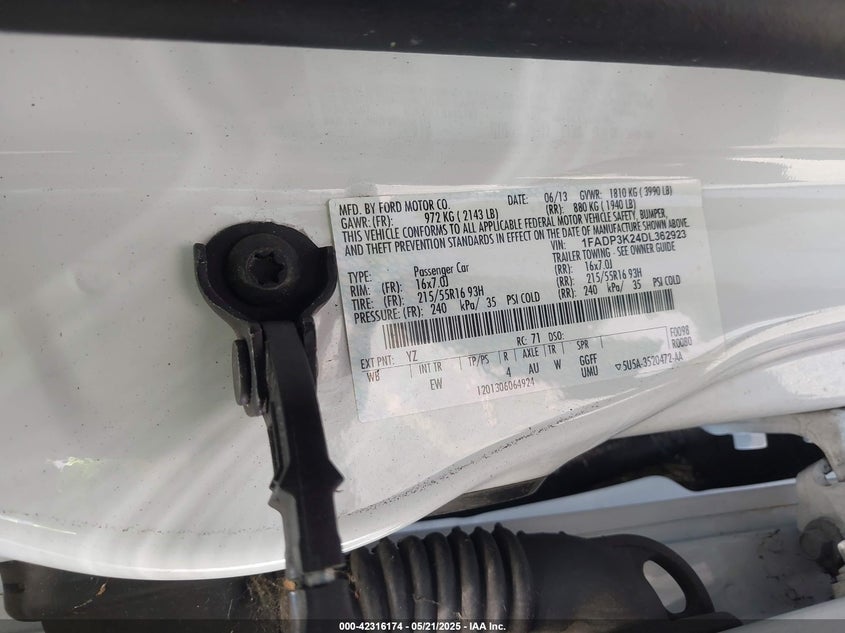 MFD. BY FORD MOTOR CO. DATE: 06/13 GVWR: 1810 KG ( 3990 LB)
GAWR: (FR): 972 KG ( 2143 LB) (RR): 880 KG ( 1940 LB)
THIS VEHICLE CONFORMS TO ALL APPLICABLE FEDERAL MOTOR VEHICLE SAFETY, BUMPER,
AND THEFT PREVENTION STANDARDS IN EFFECT ON THE DATE OF MANUFACTURE SHOWN ABOVE.
VIN: 1FADP3K24DL362923
TYPE: Passenger Car TRAILER TOWING - SEE OWNER GUIDE
RIM: (FR): 16x7.0J (RR): 16x7.0J
TIRE: (FR): 215/55R16 93H (RR): 215/55R16 93H
PRESSURE: (FR): 240 kPa/ 35 PSI COLD (RR): 240 kPa/ 35 PSI COLD
EXT PNT: YZ RC: 71 DSO: F0098
R0080
WB INT TR TP/PS R AXLE TR SPR
EW 4 AU W GGFF
UMU
1201306064924
5U5A-3520472-AA
000-42316174 — 05/21/2025 — IAA Inc.